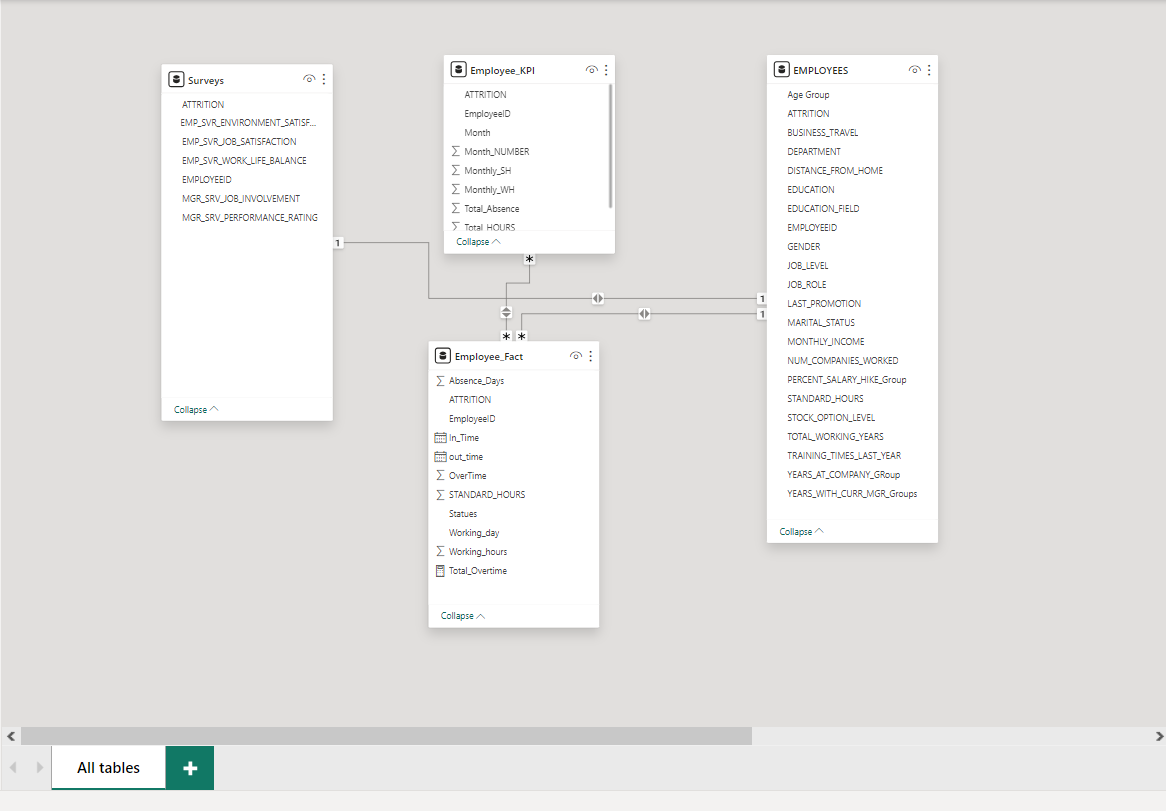 Surveys
ATTRITION
EMP_SVR_ENVIRONMENT_SATISF...
EMP_SVR_JOB_SATISFACTION
EMP_SVR_WORK_LIFE_BALANCE
EMPLOYEEID
MGR_SRV_JOB_INVOLVEMENT
MGR_SRV_PERFORMANCE_RATING
Collapse
1
Employee_KPI
ATTRITION
EmployeeID
Month
Month_NUMBER
Monthly_SH
Monthly_WH
Total_Absence
Total_HOURS
Collapse
*
EMPLOYEES
Age Group
ATTRITION
BUSINESS_TRAVEL
DEPARTMENT
DISTANCE_FROM_HOME
EDUCATION
EDUCATION_FIELD
EMPLOYEEID
GENDER
JOB_LEVEL
JOB_ROLE
LAST_PROMOTION
MARITAL_STATUS
MONTHLY_INCOME
NUM_COMPANIES_WORKED
PERCENT_SALARY_HIKE_Group
STANDARD_HOURS
STOCK_OPTION_LEVEL
TOTAL_WORKING_YEARS
TRAINING_TIMES_LAST_YEAR
YEARS_AT_COMPANY_GRoup
YEARS_WITH_CURR_MGR_Groups
Collapse
1
1
* *
Employee_Fact
Absence_Days
ATTRITION
EmployeeID
In_Time
out_time
OverTime
STANDARD_HOURS
Statues
Working_day
Working_hours
Total_Overtime
Collapse
All tables